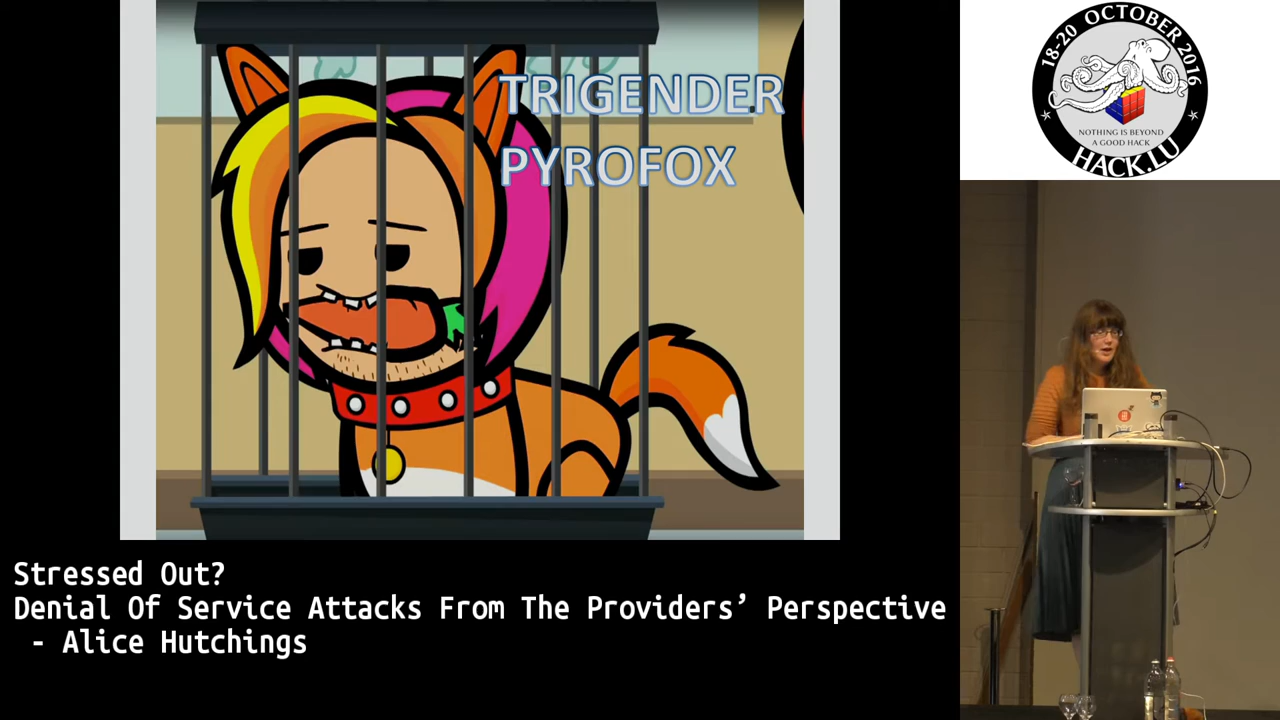 TRIGENDER
PYROFOX
18-20 OCTOBER 2016
NOTHING IS BEYOND
A GOOD HACK
HACK.LU
Stressed Out?
Denial Of Service Attacks From The Providers’ Perspective
- Alice Hutchings